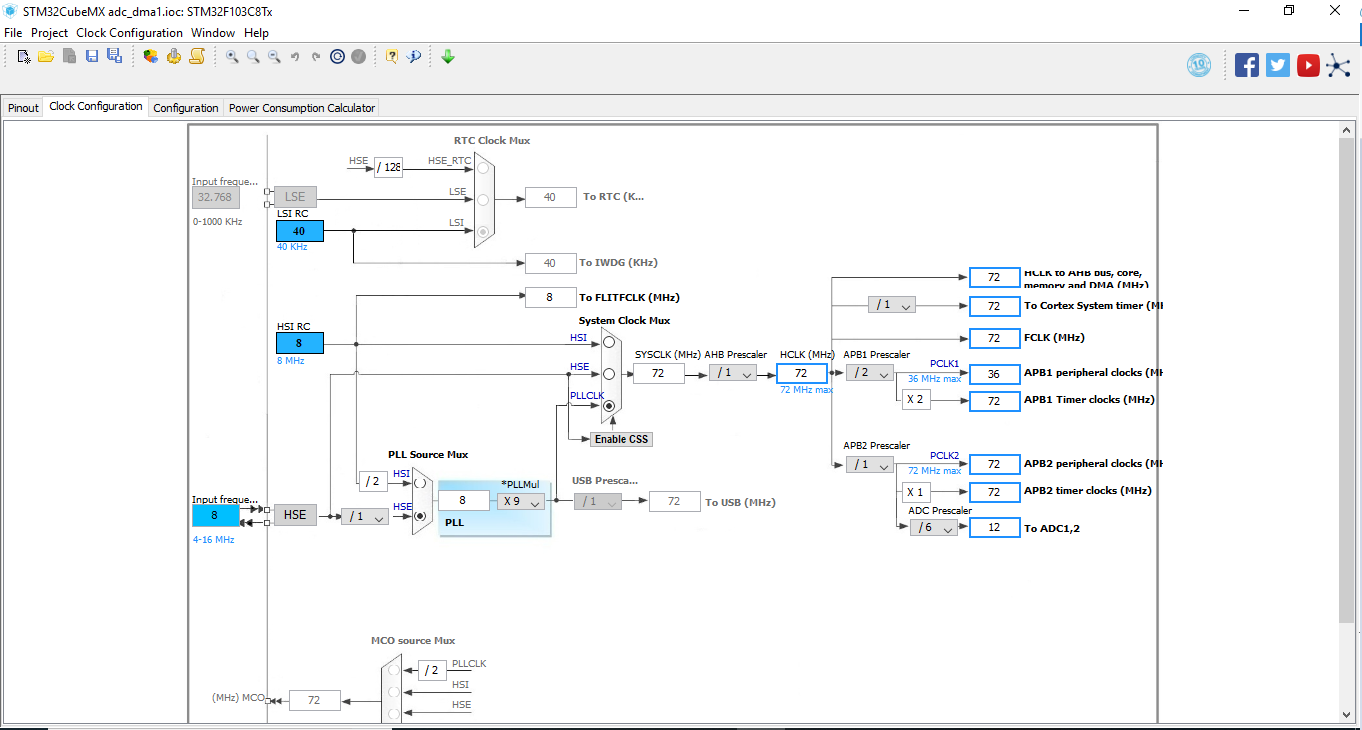 STM32CubeMX adc_dma1.ioc: STM32F103C8Tx
File Project Clock Configuration Window Help
19
Pinout Clock Configuration Configuration Power Consumption Calculator
RTC Clock Mux
HSE / 128 HSE_RTC
Input freque...
32.768 LSE LSE 40 To RTC (K...
0-1000 KHz
LSI RC
40 LSI
40 KHz
40 To IWDG (KHz)
8 To FLITFCLK (MHz)
HCLK to AHB bus, core,
72 memory and DMA (MHz)
/ 1 72 To Cortex System timer (MH
System Clock Mux
HSI RC
8 HSI
8 MHz
72 FCLK (MHz)
SYSCLK (MHz) AHB Prescaler HCLK (MHz) APB1 Prescaler
HSE 72 / 1 72 / 2 PCLK1 36 APB1 peripheral clocks (MH
72 MHz max 36 MHz max
PLLCLK X 2 72 APB1 Timer clocks (MHz)
Enable CSS
APB2 Prescaler
PLL Source Mux
/ 1 PCLK2 72 APB2 peripheral clocks (MH
72 MHz max
/ 2 HSI *PLLMul USB Presca...
8 X 9 / 1 72 To USB (MHz)
X 1 72 APB2 timer clocks (MHz)
Input freque...
8 HSE / 1 HSE PLL
4-16 MHz
ADC Prescaler
/ 6 12 To ADC1,2
MCO source Mux
/ 2 PLLCLK
HSI
(MHz) MCO 72
HSE